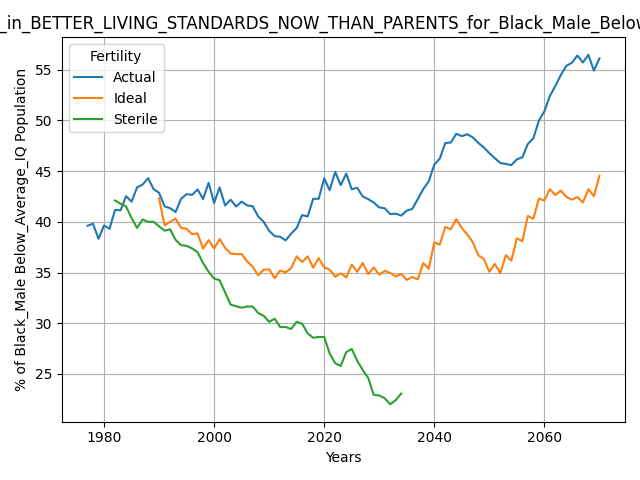 _in_BETTER_LIVING_STANDARDS_NOW_THAN_PARENTS_for_Black_Male_Below
Fertility
Actual
Ideal
Sterile
% of Black_Male Below_Average_IQ Population
55
50
45
40
35
30
25
1980 2000 2020 2040 2060
Years